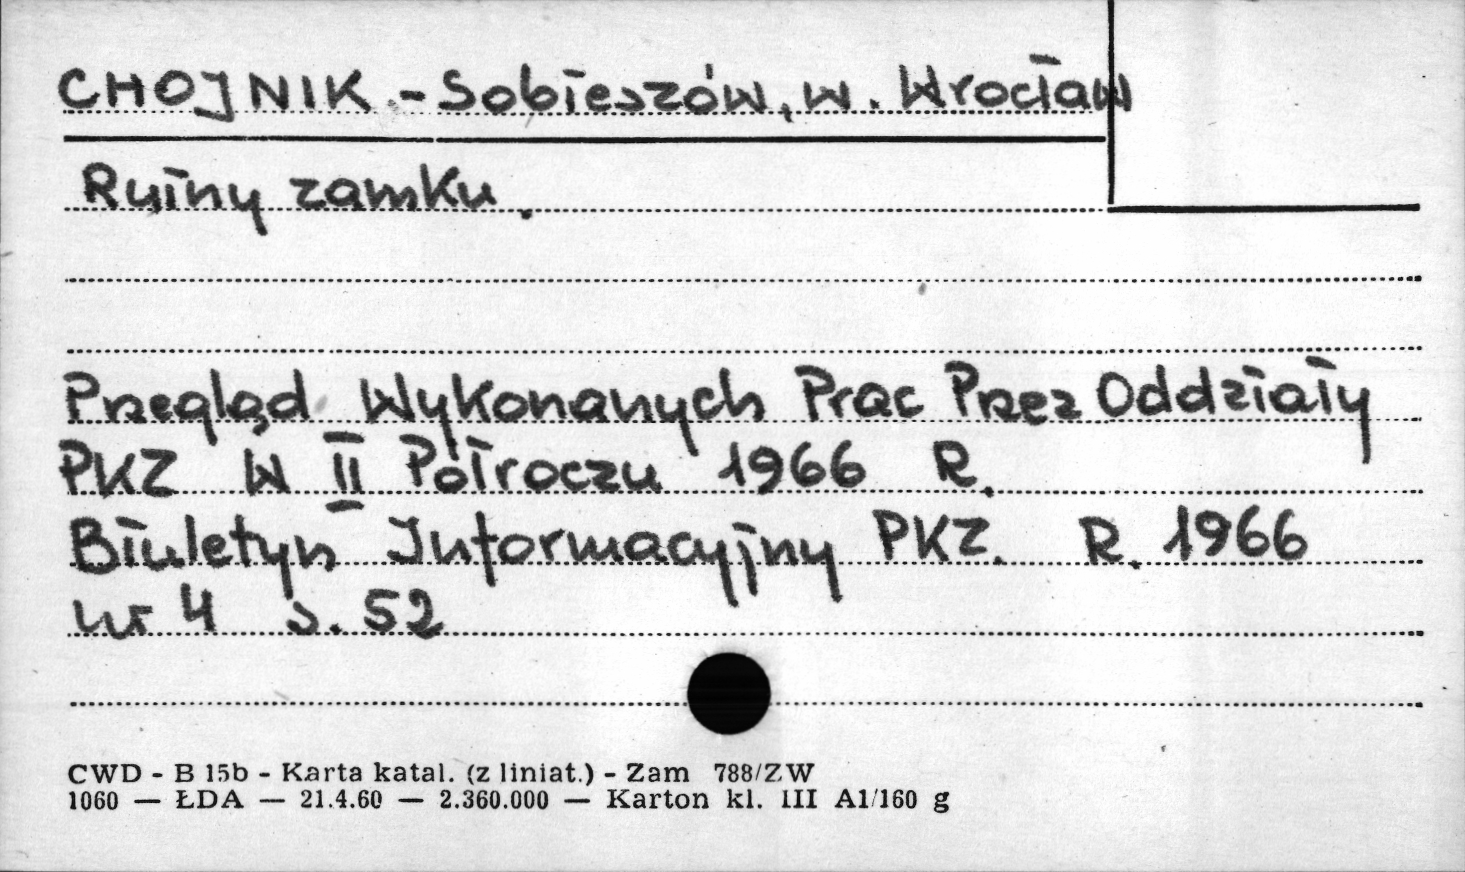 CHOJNIK - Sobieszów, w. Wrocław
Ruiny zamku.
Przegląd Wykonanych Prac Przez Oddziały
PKZ W II Półroczu 1966 R.
Biuletyn Informacyjny PKZ. R. 1966
nr 4 s. 52
CWD - B 15b - Karta katal. (z liniat.) - Zam 788/ZW
1060 — ŁDA — 21.4.60 — 2.360.000 — Karton kl. III A1/160 g